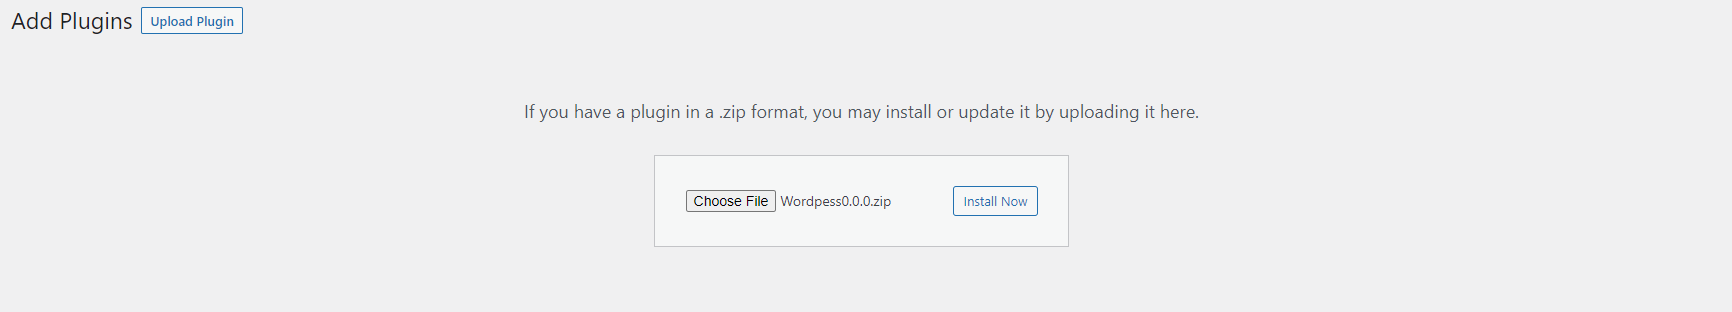 Add Plugins Upload Plugin
If you have a plugin in a .zip format, you may install or update it by uploading it here.
Choose File Wordpess0.0.0.zip Install Now